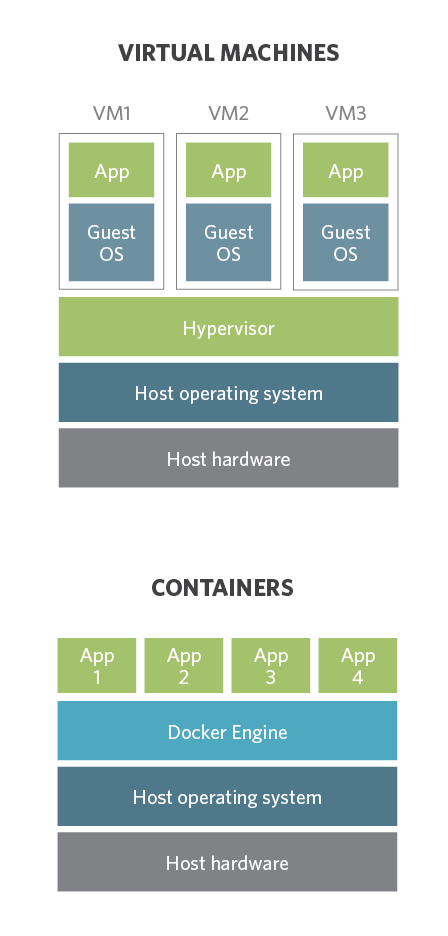 VIRTUAL MACHINES
VM1 VM2 VM3
App App App
Guest Guest Guest
OS OS OS
Hypervisor
Host operating system
Host hardware
CONTAINERS
App App App App
1 2 3 4
Docker Engine
Host operating system
Host hardware